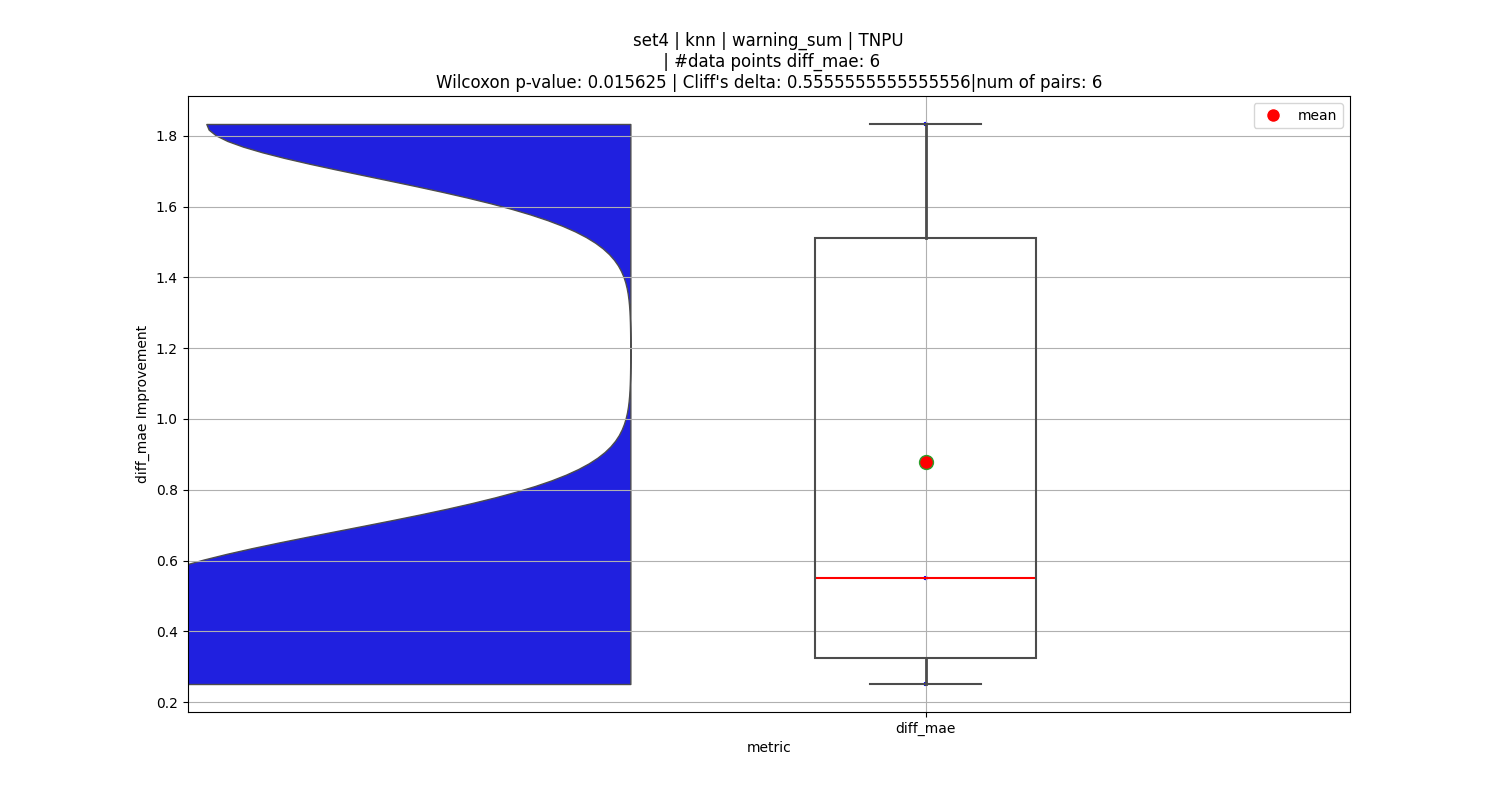 set4 | knn | warning_sum | TNPU
| #data points diff_mae: 6
Wilcoxon p-value: 0.015625 | Cliff's delta: 0.5555555555555556|num of pairs: 6
mean
1.8
1.6
1.4
1.2
1.0
0.8
0.6
0.4
0.2
diff_mae Improvement
diff_mae
metric